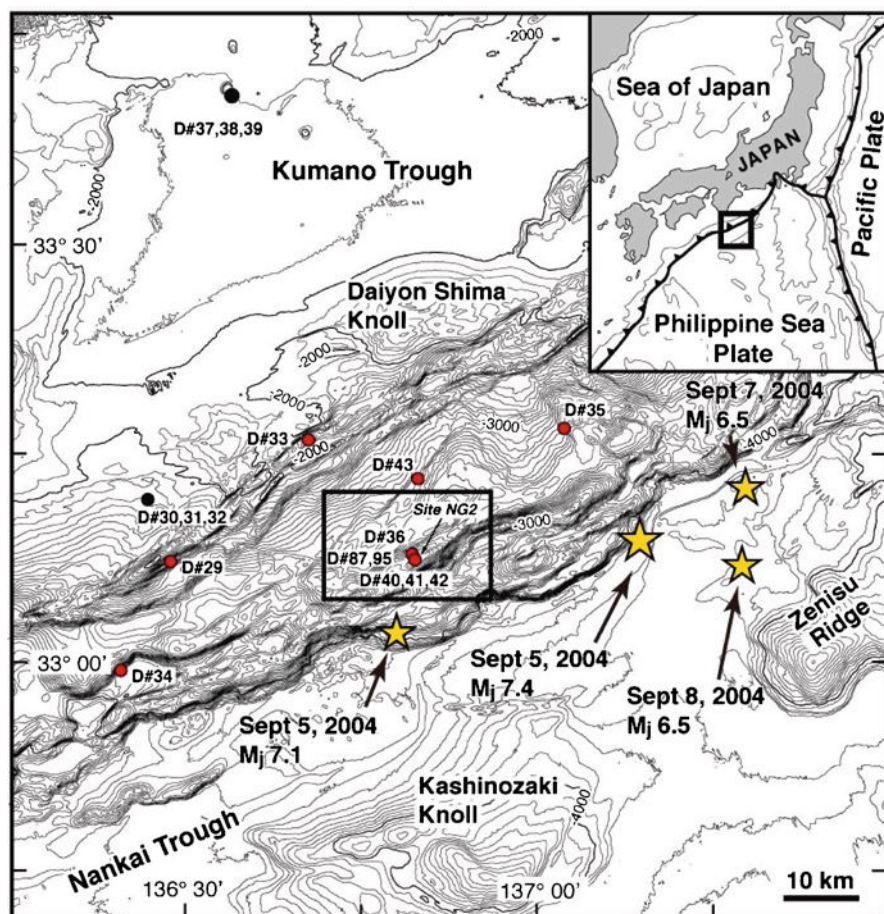 -2000
D#37,38,39
Kumano Trough
-2000
33° 30’
Daiyon Shima
Knoll
-2000
-2000
Sea of Japan
JAPAN
Pacific Plate
Philippine Sea
Plate
Sept 7, 2004
Mj 6.5
D#35
-3000
D#33
-2000
-4000
D#43
Site NG2
D#30,31,32
-3000
D#36
D#87,95
D#29
D#40,41,42
Zenisu
Ridge
33° 00’
D#34
Sept 5, 2004
Mj 7.4
Sept 8, 2004
Mj 6.5
Sept 5, 2004
Mj 7.1
Kashinozaki
Knoll
-4000
Nankai Trough
136° 30’
137° 00’
10 km